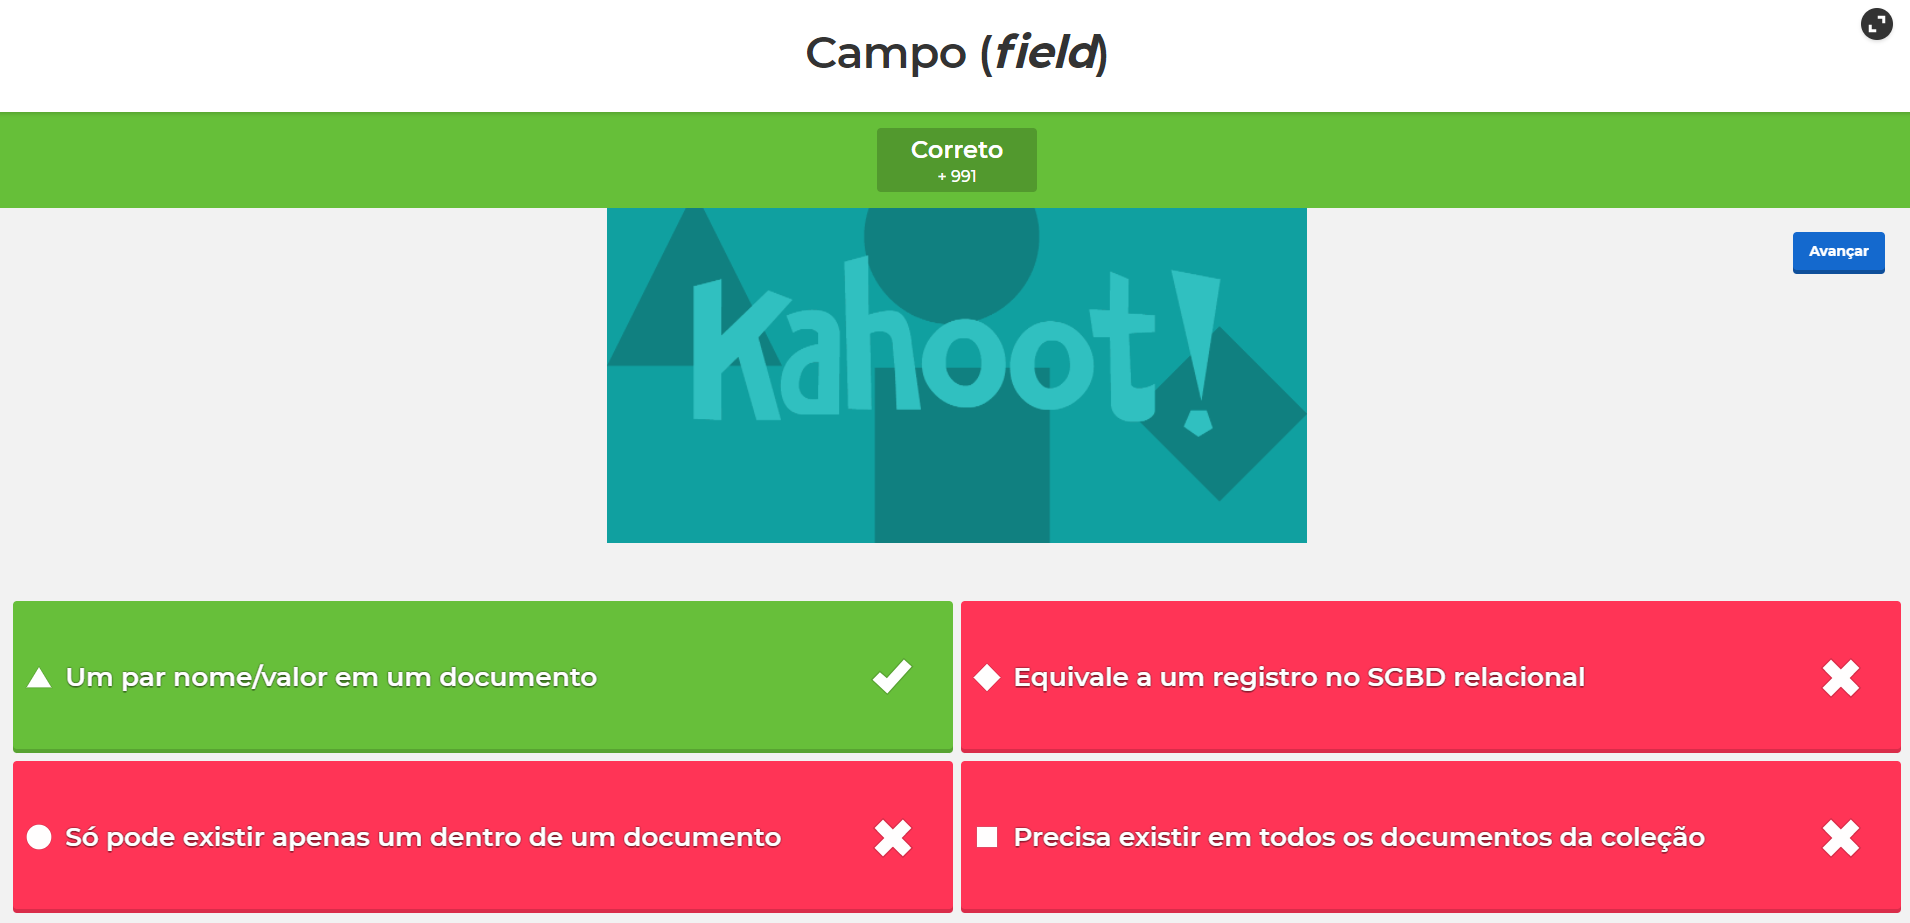 Campo (field)
Correto
+ 991
Avançar
Kahoot!
Um par nome/valor em um documento
Equivale a um registro no SGBD relacional
Só pode existir apenas um dentro de um documento
Precisa existir em todos os documentos da coleção